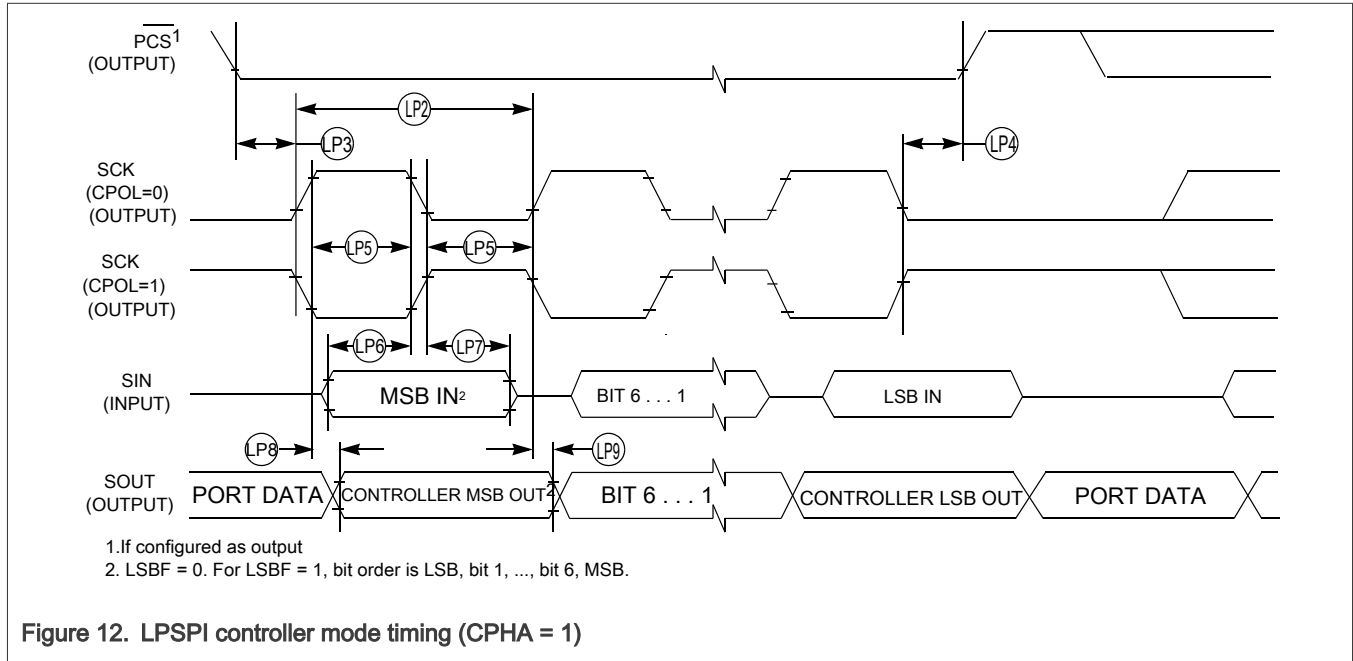 PCS1
(OUTPUT)
LP2
LP3
LP4
SCK
(CPOL=0)
(OUTPUT)
LP5
LP5
SCK
(CPOL=1)
(OUTPUT)
LP6
LP7
SIN
(INPUT)
MSB IN2
BIT 6 . . . 1
LSB IN
LP8
LP9
SOUT
(OUTPUT)
PORT DATA
CONTROLLER MSB OUT2
BIT 6 . . . 1
CONTROLLER LSB OUT
PORT DATA
1.If configured as output
2. LSBF = 0. For LSBF = 1, bit order is LSB, bit 1, ..., bit 6, MSB.
Figure 12. LPSPI controller mode timing (CPHA = 1)